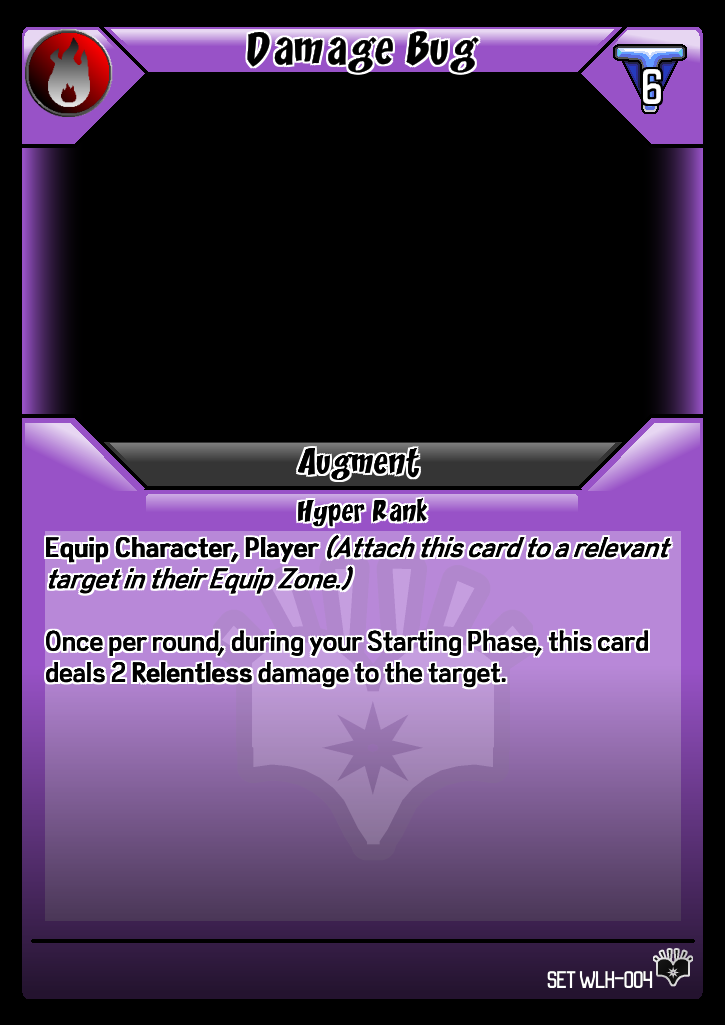 Damage Bug
6
Augment
Hyper Rank
Equip Character, Player (Attach this card to a relevant
target in their Equip Zone.)
Once per round, during your Starting Phase, this card
deals 2 Relentless damage to the target.
SET WLH-004